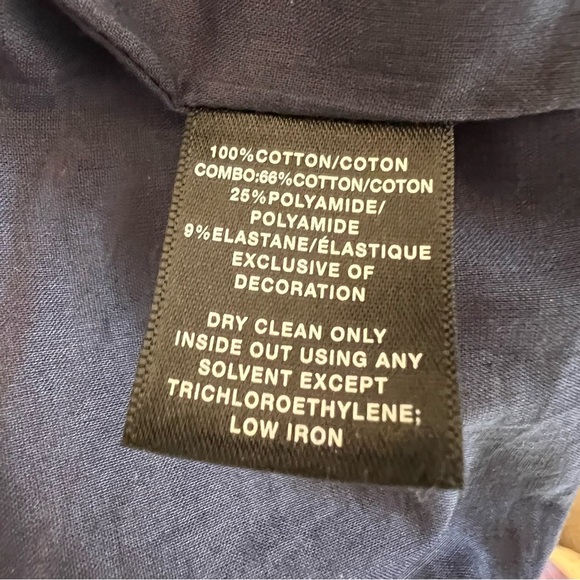 100%COTTON/COTON
COMBO:66%COTTON/COTON
25%POLYAMIDE/
POLYAMIDE
9%ELASTANE/ÉLASTIQUE
EXCLUSIVE OF
DECORATION
DRY CLEAN ONLY
INSIDE OUT USING ANY
SOLVENT EXCEPT
TRICHLOROETHYLENE;
LOW IRON